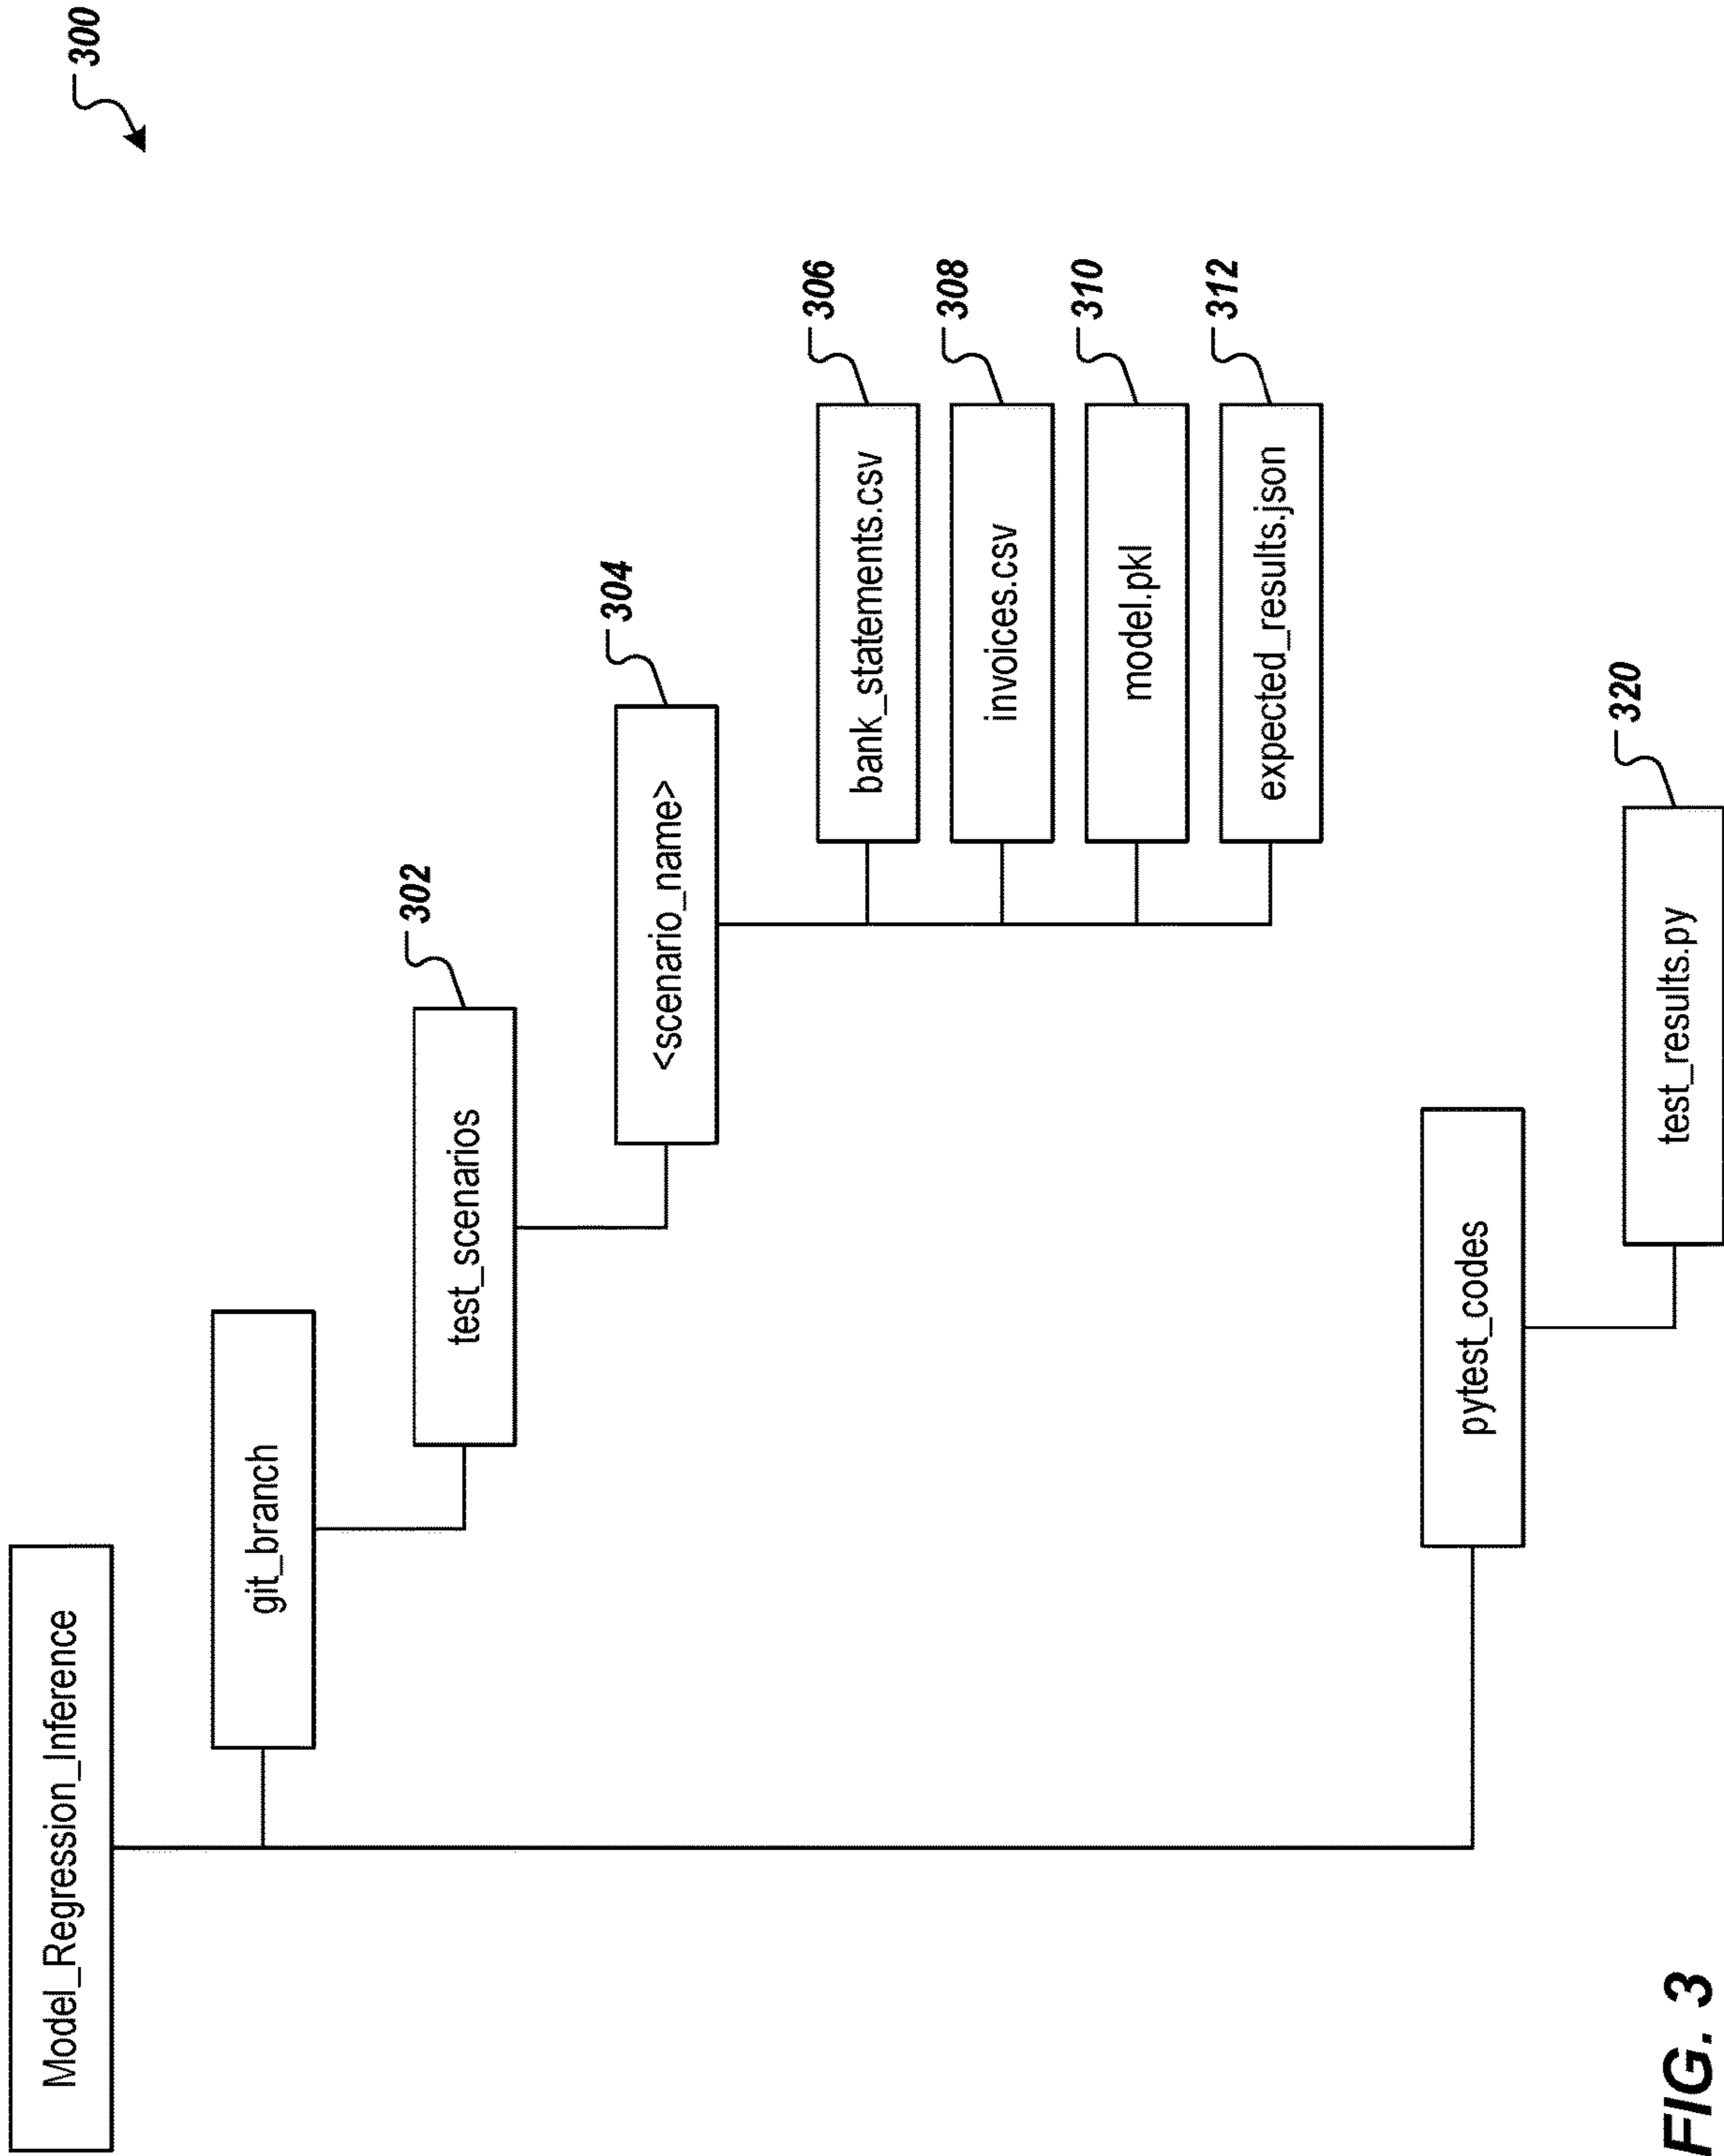 300
Model_Regression_Inference
git_branch
test_scenarios
302
<scenario_name>
304
bank_statements.csv
306
invoices.csv
308
model.pkl
310
expected_results.json
312
pytest_codes
test_results.py
320
FIG. 3